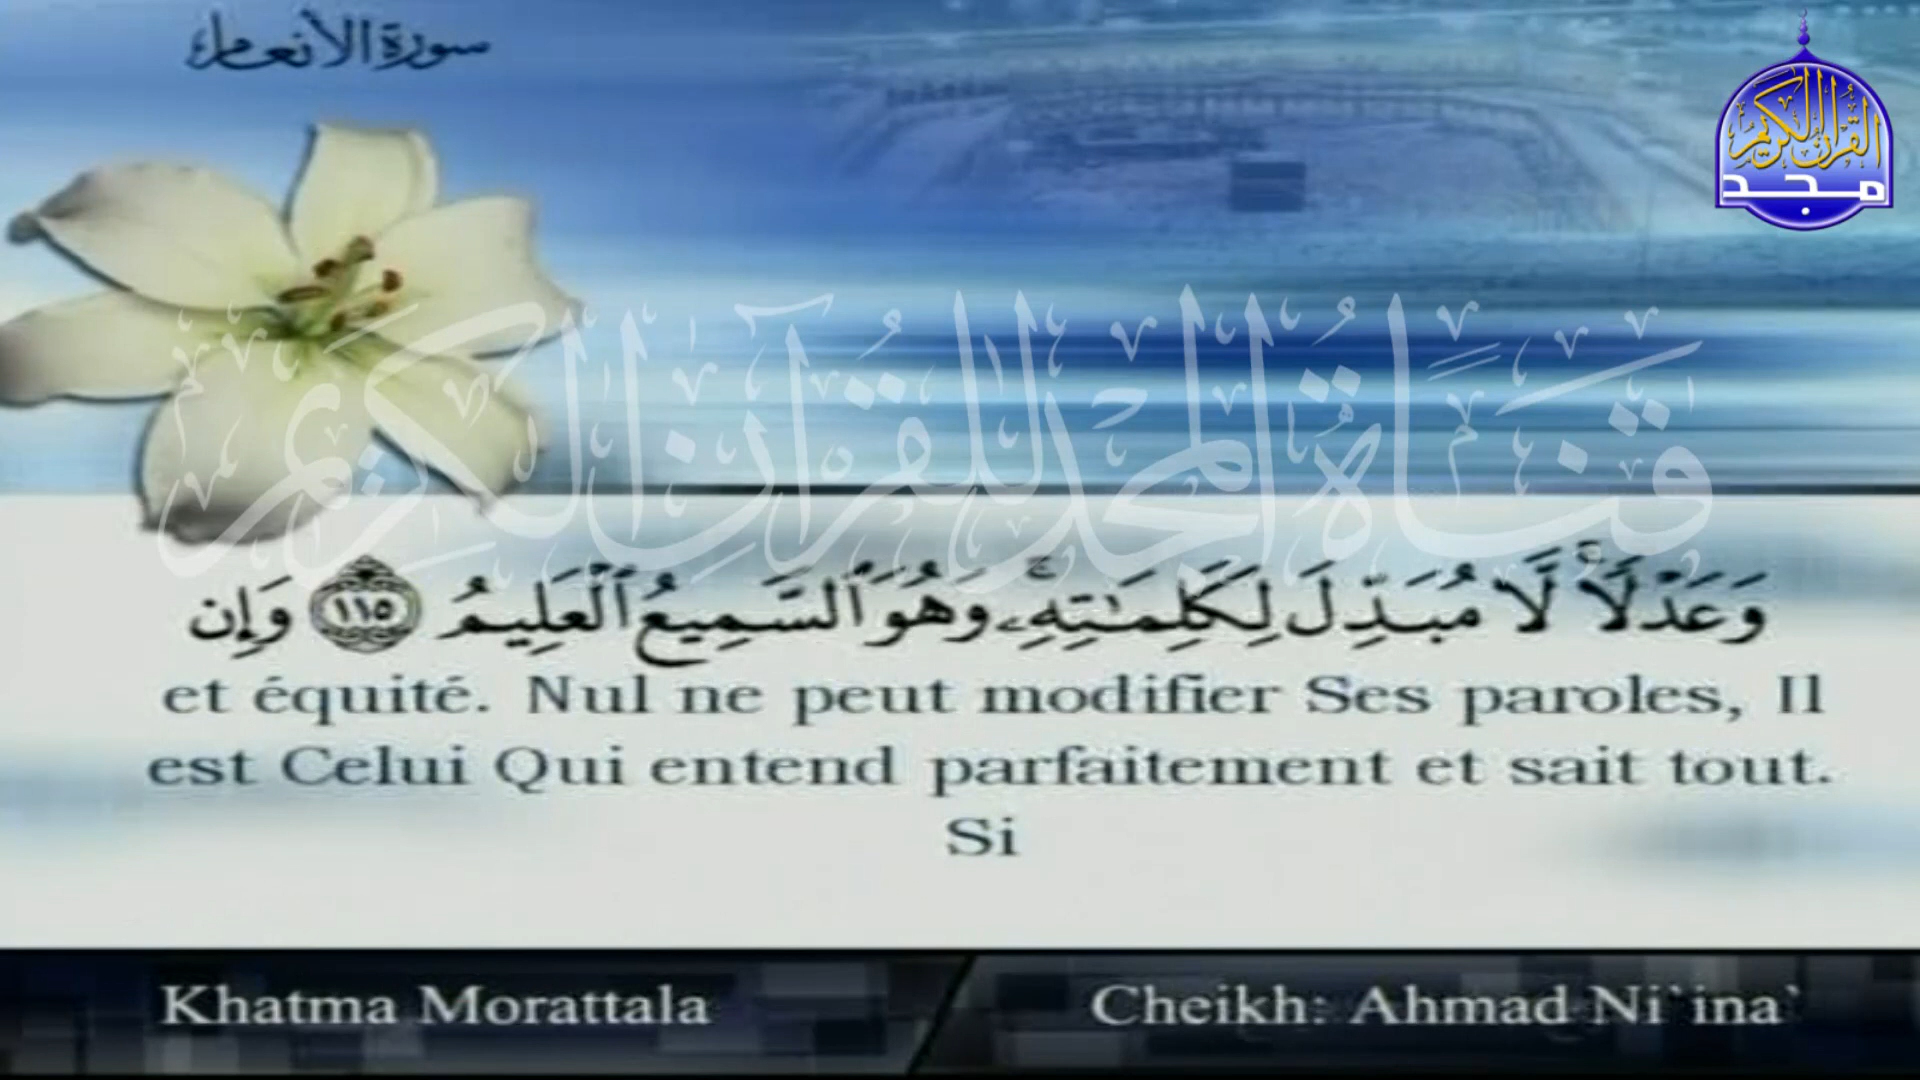 سورة الأنعام
القرآن الكريم
مجد
قناة المجد للقرآن الكريم
وَعَدْلًا لَّا مُبَدِّلَ لِكَلِمَـٰتِهِۦ ۚ وَهُوَ ٱلسَّمِيعُ ٱلْعَلِيمُ ١١٥ وَإِن
et équité. Nul ne peut modifier Ses paroles, Il
est Celui Qui entend parfaitement et sait tout.
Si
Khatma Morattala
Cheikh: Ahmad Ni`ina`